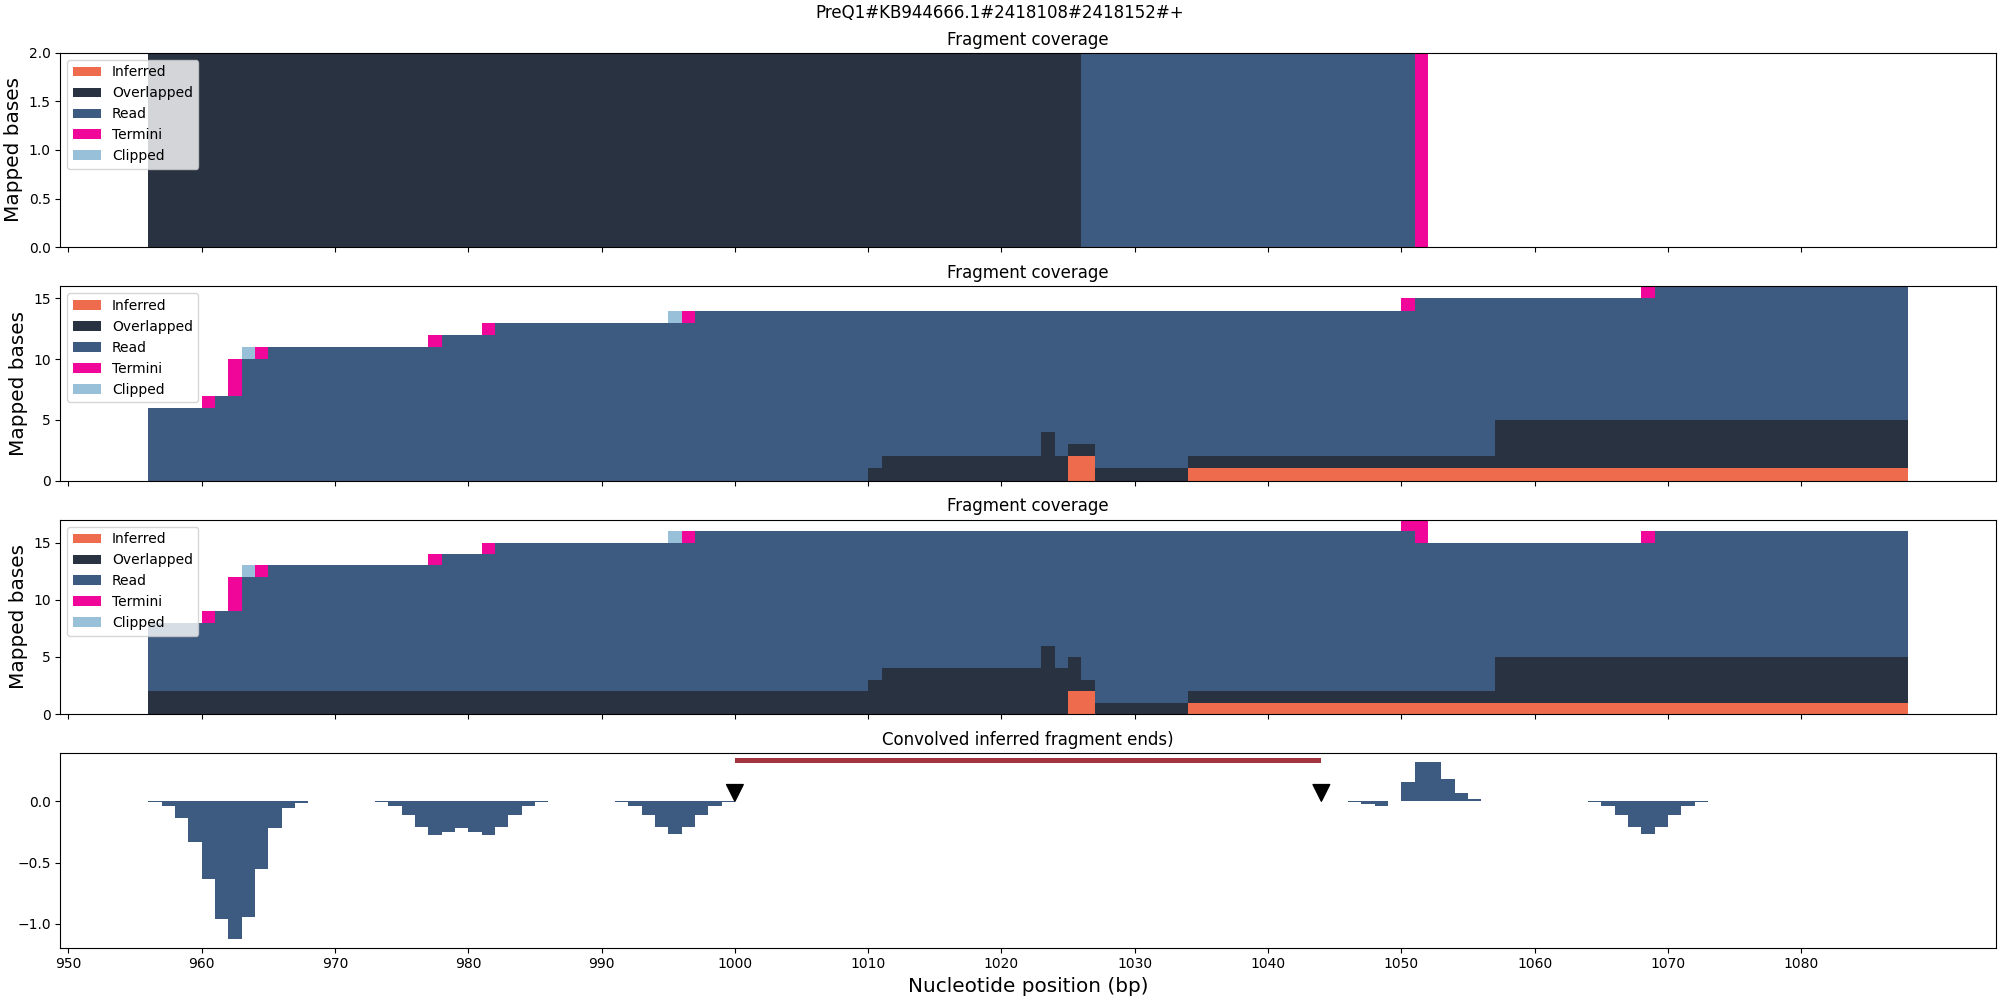 PreQ1#KB944666.1#2418108#2418152#+
Fragment coverage
Mapped bases
2.0
1.5
1.0
0.5
0.0
Inferred
Overlapped
Read
Termini
Clipped
Fragment coverage
Mapped bases
15
10
5
0
Inferred
Overlapped
Read
Termini
Clipped
Fragment coverage
Mapped bases
15
10
5
0
Inferred
Overlapped
Read
Termini
Clipped
Convolved inferred fragment ends)
0.0
−0.5
−1.0
950 960 970 980 990 1000 1010 1020 1030 1040 1050 1060 1070 1080
Nucleotide position (bp)